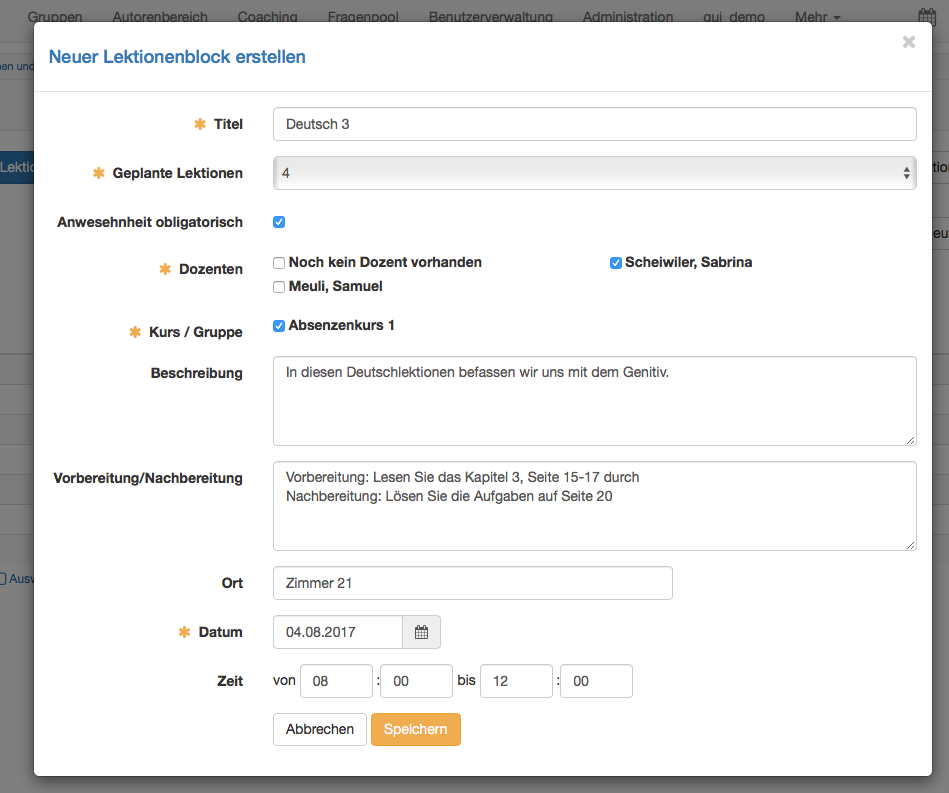 Gruppen Autorenbereich Coaching Fragenpool Benutzerverwaltung Administration gui_demo Mehr
Neuer Lektionenblock erstellen
Titel Deutsch 3
Geplante Lektionen 4
Anwesehnheit obligatorisch
Dozenten Noch kein Dozent vorhanden Scheiwiler, Sabrina
Meuli, Samuel
Kurs / Gruppe Absenzenkurs 1
Beschreibung In diesen Deutschlektionen befassen wir uns mit dem Genitiv.
Vorbereitung/Nachbereitung Vorbereitung: Lesen Sie das Kapitel 3, Seite 15-17 durch
Nachbereitung: Lösen Sie die Aufgaben auf Seite 20
Ort Zimmer 21
Datum 04.08.2017
Zeit von 08 : 00 bis 12 : 00
Abbrechen Speichern